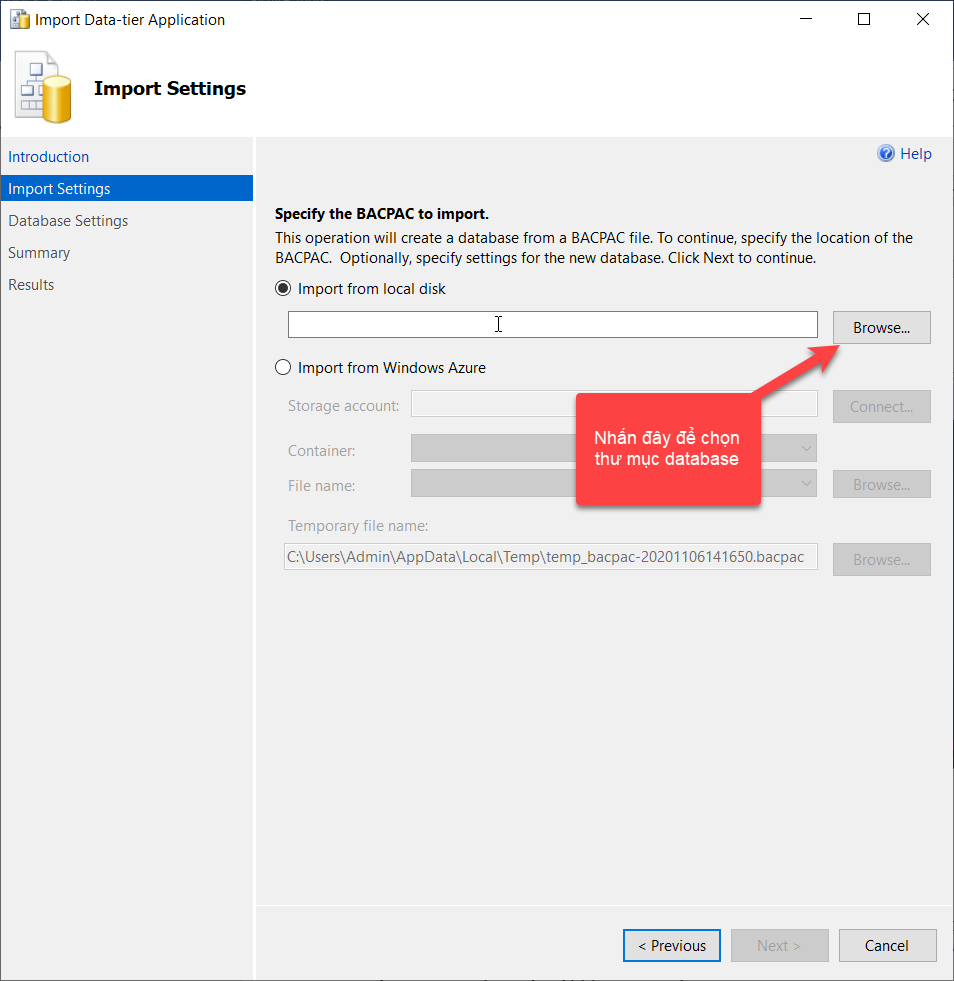 Import Data-tier Application
Import Settings
Introduction
Import Settings
Database Settings
Summary
Results
Help
Specify the BACPAC to import.
This operation will create a database from a BACPAC file. To continue, specify the location of the
BACPAC.  Optionally, specify settings for the new database. Click Next to continue.
Import from local disk
Browse...
Import from Windows Azure
Storage account:
Connect...
Nhấn đây để chọn
thư mục database
Container:
File name:
Browse...
Temporary file name:
C:\Users\Admin\AppData\Local\Temp\temp_bacpac-20201106141650.bacpac
Browse...
< Previous
Next >
Cancel